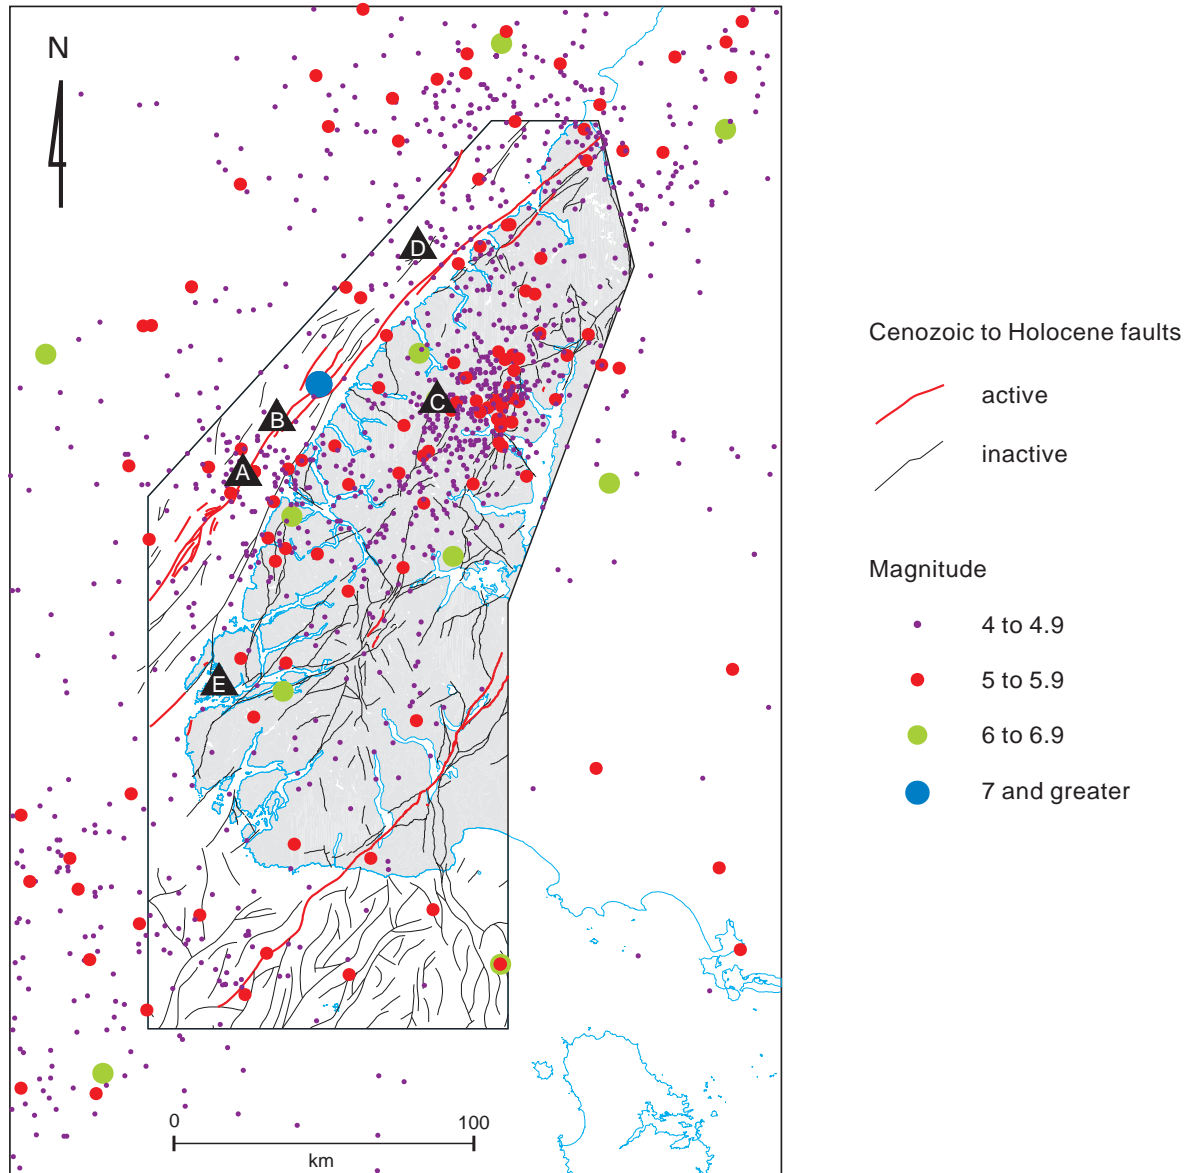 N
D
C
B
A
E
0 100
km
Cenozoic to Holocene faults
active
inactive
Magnitude
4 to 4.9
5 to 5.9
6 to 6.9
7 and greater